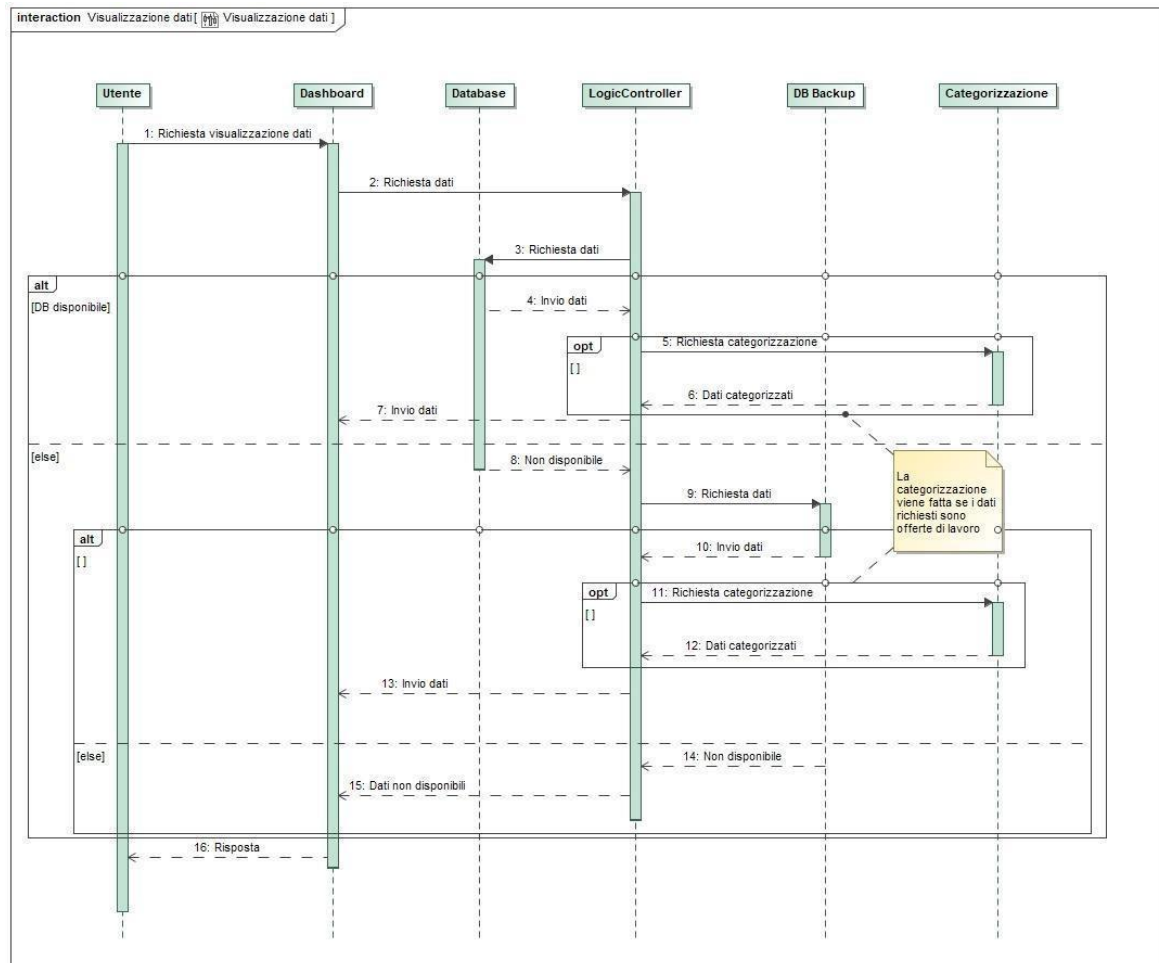 interaction Visualizzazione dati[ Visualizzazione dati ]
Utente
Dashboard
Database
LogicController
DB Backup
Categorizzazione
1: Richiesta visualizzazione dati
2: Richiesta dati
3: Richiesta dati
alt
[DB disponibile]
4: Invio dati
opt
5: Richiesta categorizzazione
[ ]
6: Dati categorizzati
7: Invio dati
[else]
8: Non disponibile
9: Richiesta dati
La
categorizzazione
viene fatta se i dati
richiesti sono
offerte di lavoro
alt
[ ]
10: Invio dati
opt
11: Richiesta categorizzazione
[ ]
12: Dati categorizzati
13: Invio dati
[else]
14: Non disponibile
15: Dati non disponibili
16: Risposta